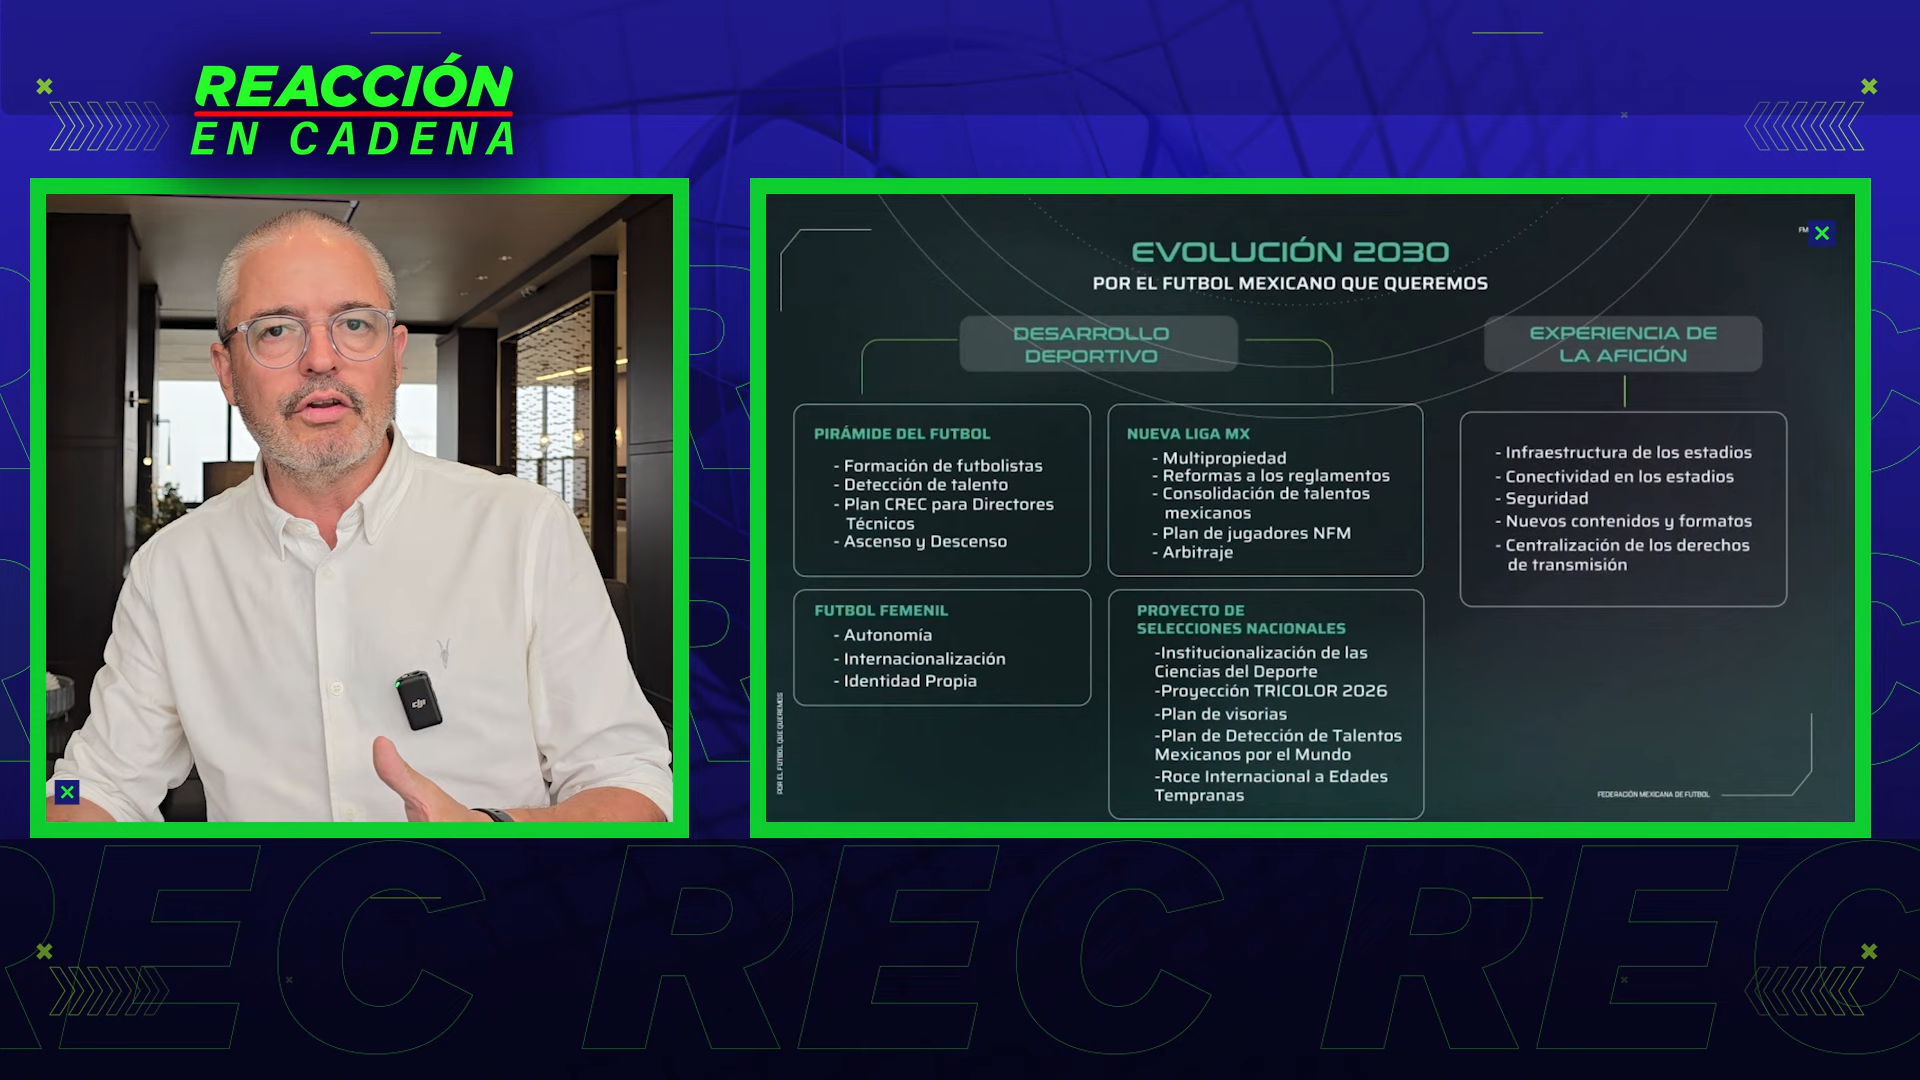 REACCIÓN
EN CADENA
dji
FM
EVOLUCIÓN 2030
POR EL FUTBOL MEXICANO QUE QUEREMOS
DESARROLLO
DEPORTIVO
EXPERIENCIA DE
LA AFICIÓN
PIRÁMIDE DEL FUTBOL
- Formación de futbolistas
- Detección de talento
- Plan CREC para Directores
Técnicos
- Ascenso y Descenso
NUEVA LIGA MX
- Multipropiedad
- Reformas a los reglamentos
- Consolidación de talentos
mexicanos
- Plan de jugadores NFM
- Arbitraje
- Infraestructura de los estadios
- Conectividad en los estadios
- Seguridad
- Nuevos contenidos y formatos
- Centralización de los derechos
de transmisión
FUTBOL FEMENIL
- Autonomía
- Internacionalización
- Identidad Propia
PROYECTO DE
SELECCIONES NACIONALES
-Institucionalización de las
Ciencias del Deporte
-Proyección TRICOLOR 2026
-Plan de visorias
-Plan de Detección de Talentos
Mexicanos por el Mundo
-Roce Internacional a Edades
Tempranas
POR EL FUTBOL QUE QUEREMOS
FEDERACIÓN MEXICANA DE FUTBOL
REC REC REC